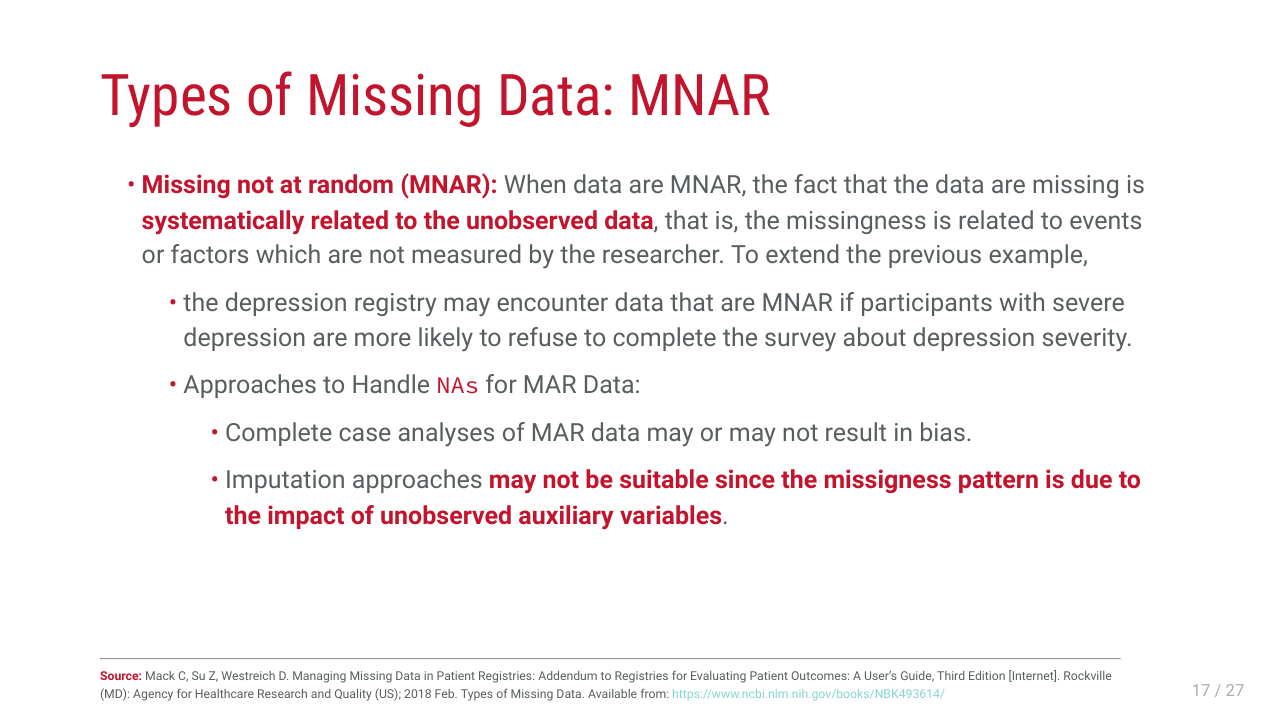 Types of Missing Data: MNAR
• Missing not at random (MNAR): When data are MNAR, the fact that the data are missing is
systematically related to the unobserved data, that is, the missingness is related to events
or factors which are not measured by the researcher. To extend the previous example,
• the depression registry may encounter data that are MNAR if participants with severe
depression are more likely to refuse to complete the survey about depression severity.
• Approaches to Handle NAs for MAR Data:
• Complete case analyses of MAR data may or may not result in bias.
• Imputation approaches may not be suitable since the missigness pattern is due to
the impact of unobserved auxiliary variables.
Source: Mack C, Su Z, Westreich D. Managing Missing Data in Patient Registries: Addendum to Registries for Evaluating Patient Outcomes: A User’s Guide, Third Edition [Internet]. Rockville
(MD): Agency for Healthcare Research and Quality (US); 2018 Feb. Types of Missing Data. Available from: https://www.ncbi.nlm.nih.gov/books/NBK493614/
17 / 27